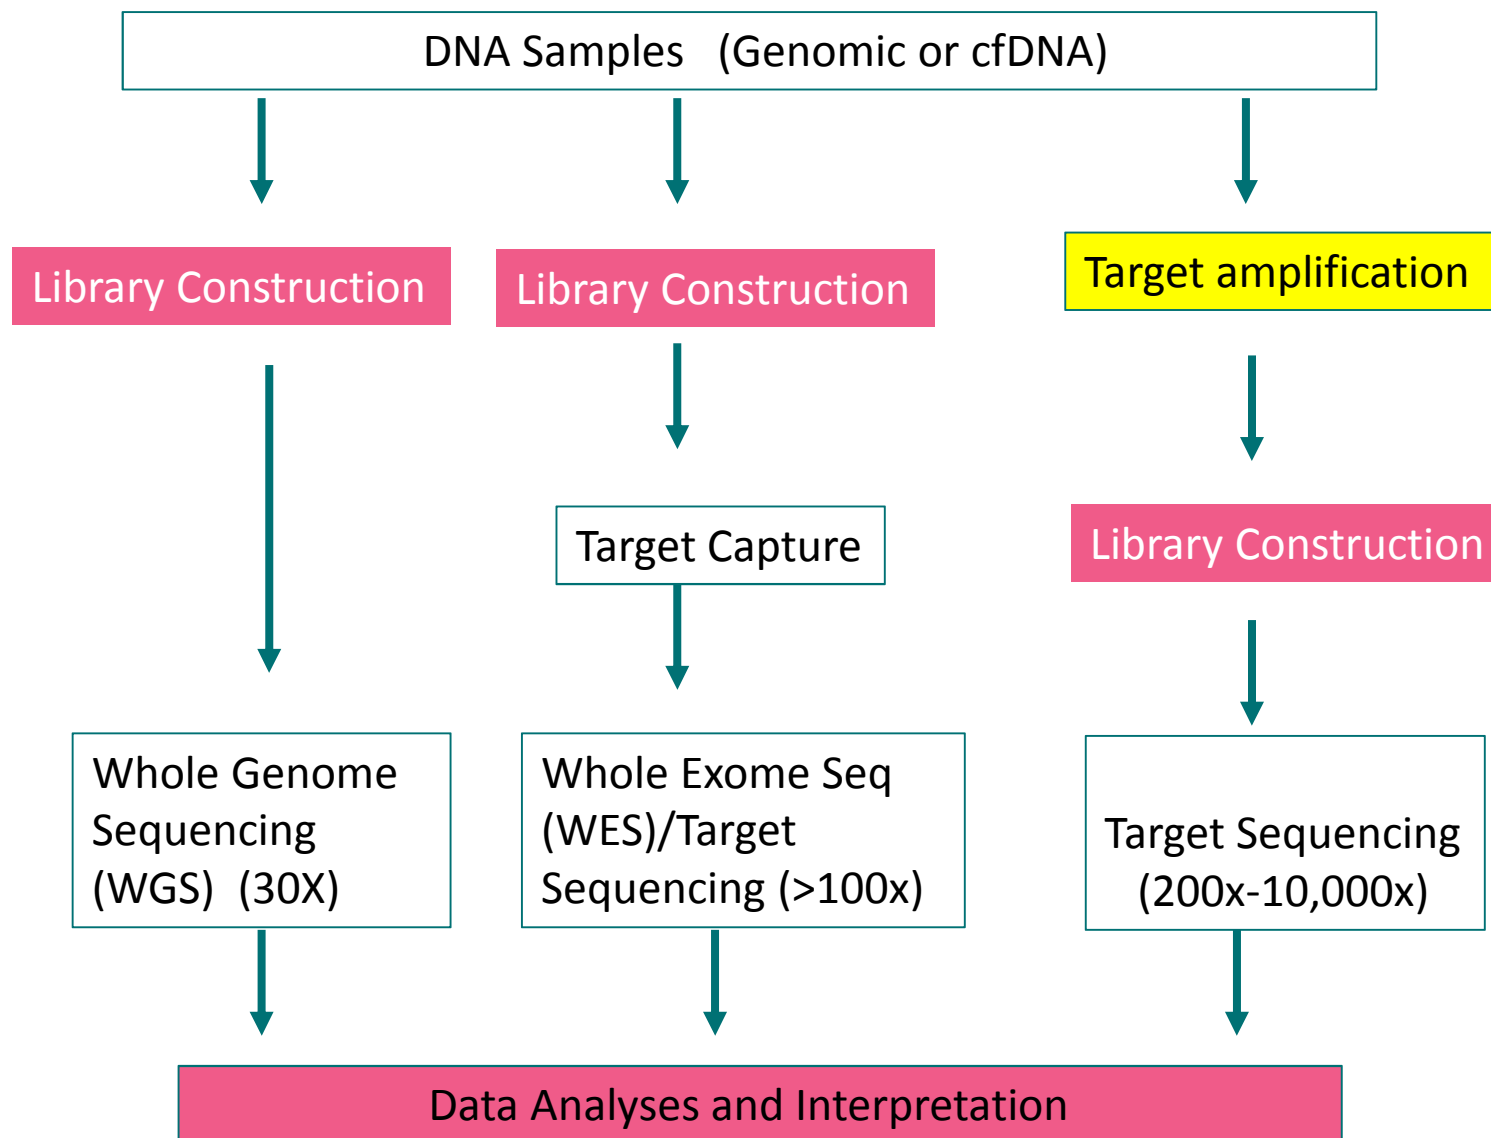 DNA Samples (Genomic or cfDNA)
Library Construction
Library Construction
Target amplification
Target Capture
Library Construction
Whole Genome
Sequencing
(WGS) (30X)
Whole Exome Seq
(WES)/Target
Sequencing (>100x)
Target Sequencing
(200x-10,000x)
Data Analyses and Interpretation